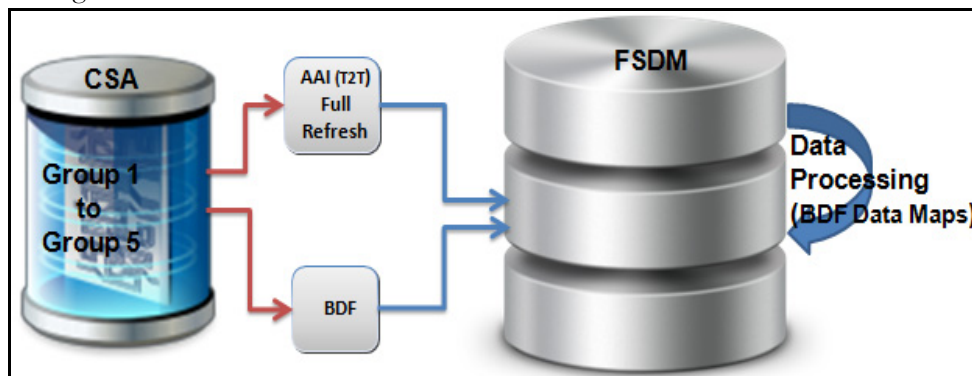 CSA
Group 1
to
Group 5
AAI (T2T)
Full
Refresh
BDF
FSDM
Data
Processing
(BDF Data Maps)